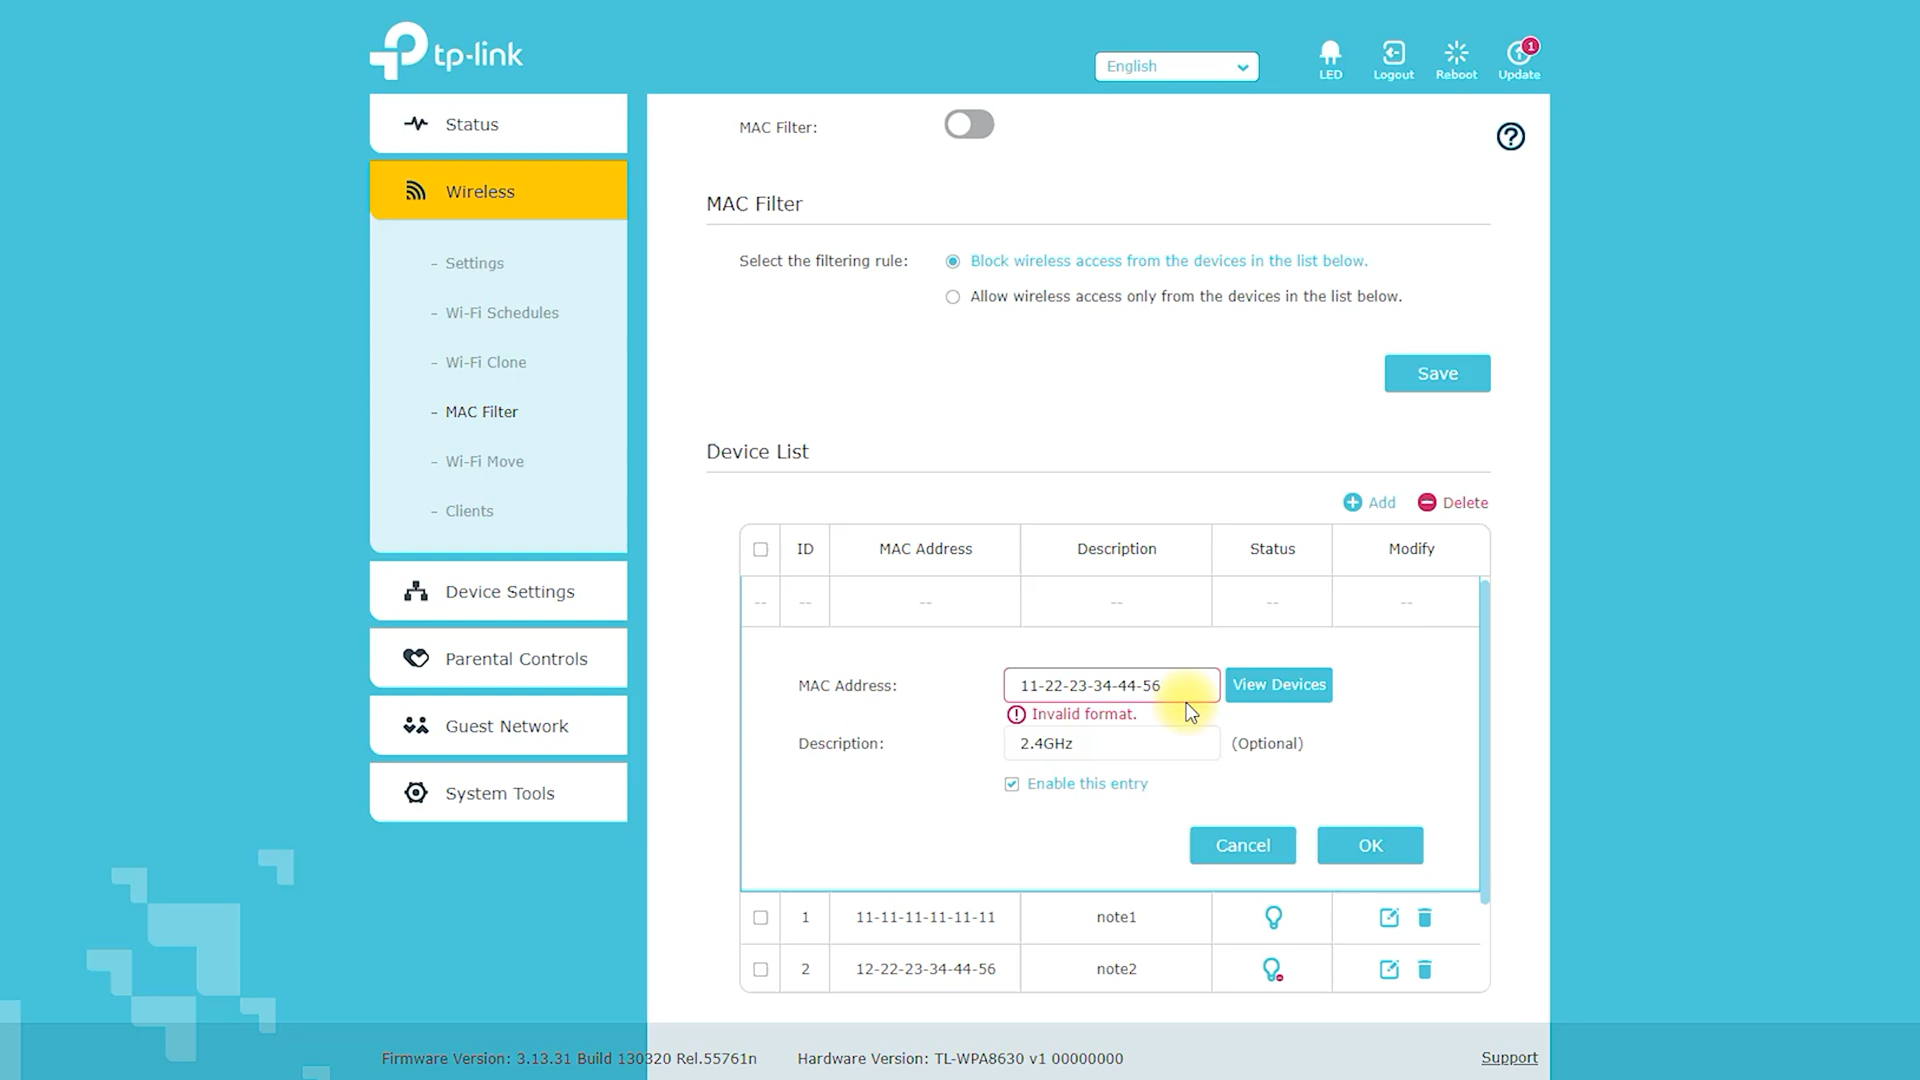 tp-link
English
LED
Logout
Reboot
1
Update
Status
Wireless
- Settings
- Wi-Fi Schedules
- Wi-Fi Clone
- MAC Filter
- Wi-Fi Move
- Clients
Device Settings
Parental Controls
Guest Network
System Tools
MAC Filter:
?
MAC Filter
Select the filtering rule:
Block wireless access from the devices in the list below.
Allow wireless access only from the devices in the list below.
Save
Device List
Add Delete
ID MAC Address Description Status Modify
-- -- -- -- -- --
MAC Address: 11-22-23-34-44-56 View Devices
! Invalid format.
Description: 2.4GHz (Optional)
Enable this entry
Cancel OK
1 11-11-11-11-11-11 note1
2 12-22-23-34-44-56 note2
Firmware Version: 3.13.31 Build 130320 Rel.55761n Hardware Version: TL-WPA8630 v1 00000000 Support